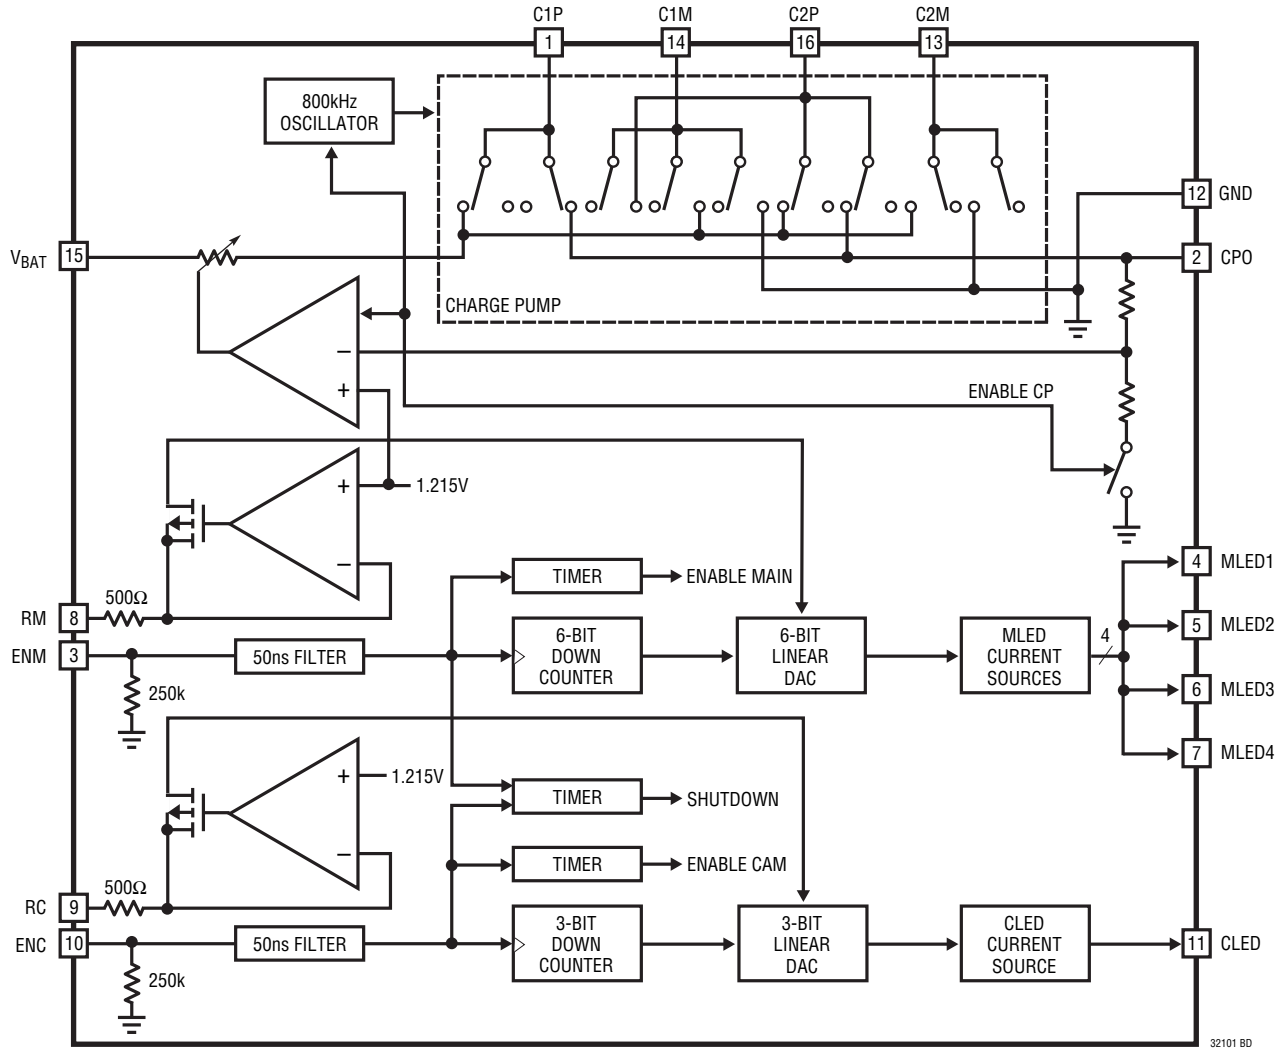 C1P
C1M
C2P
C2M
1
14
16
13
800kHz
OSCILLATOR
12
GND
VBAT
15
2
CPO
CHARGE PUMP
–
+
ENABLE CP
+
1.215V
–
4
MLED1
TIMER
ENABLE MAIN
500Ω
RM
8
5
MLED2
ENM
3
50ns FILTER
6-BIT
DOWN
COUNTER
6-BIT
LINEAR
DAC
MLED
CURRENT
SOURCES
4
250k
6
MLED3
7
MLED4
+
1.215V
–
TIMER
SHUTDOWN
TIMER
ENABLE CAM
500Ω
RC
9
ENC
10
50ns FILTER
3-BIT
DOWN
COUNTER
3-BIT
LINEAR
DAC
CLED
CURRENT
SOURCE
11
CLED
250k
32101 BD